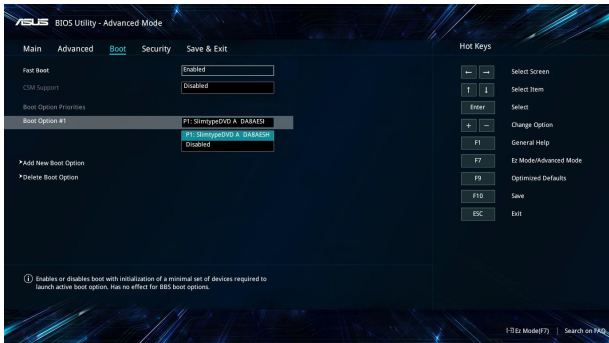 ASUS BIOS Utility - Advanced Mode
Main Advanced Boot Security Save & Exit
Hot Keys
Fast Boot Enabled
CSM Support Disabled
Boot Option Priorities
Boot Option #1 P1: SlimtypeDVD A DA8AESI
P1: SlimtypeDVD A DA8AESH
Disabled
Add New Boot Option
Delete Boot Option
← → Select Screen
↑ ↓ Select Item
Enter Select
+ − Change Option
F1 General Help
F7 Ez Mode/Advanced Mode
F9 Optimized Defaults
F10 Save
ESC Exit
Enables or disables boot with initialization of a minimal set of devices required to
launch active boot option. Has no effect for BBS boot options.
Ez Mode(F7) | Search on FAQ